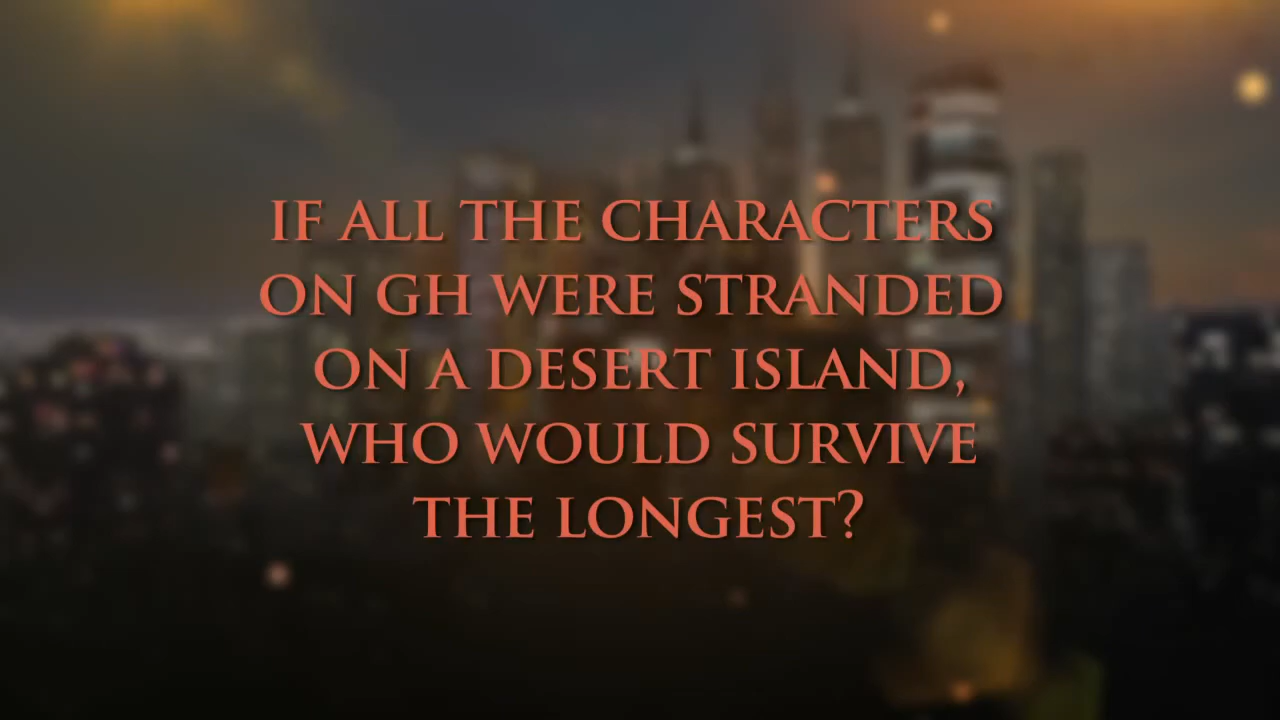 IF ALL THE CHARACTERS
ON GH WERE STRANDED
ON A DESERT ISLAND,
WHO WOULD SURVIVE
THE LONGEST?